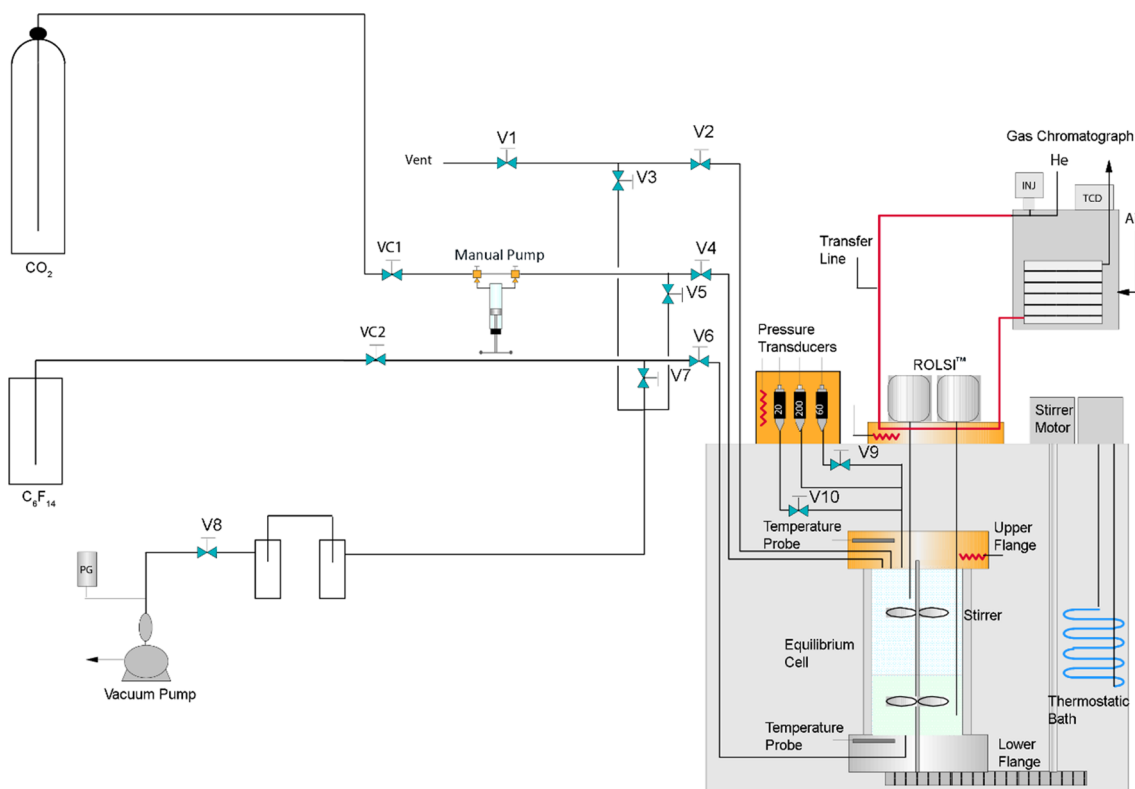 V1
V2
Vent
V3
Gas Chromatograph
He
INJ
TCD
A
Transfer
Line
CO2
VC1
Manual Pump
V4
V5
VC2
V6
V7
Pressure
Transducers
ROLSI™
20
200
60
Stirrer
Motor
C6F14
V9
V10
V8
PG
Vacuum Pump
Temperature
Probe
Upper
Flange
Stirrer
Equilibrium
Cell
Thermostatic
Bath
Temperature
Probe
Lower
Flange